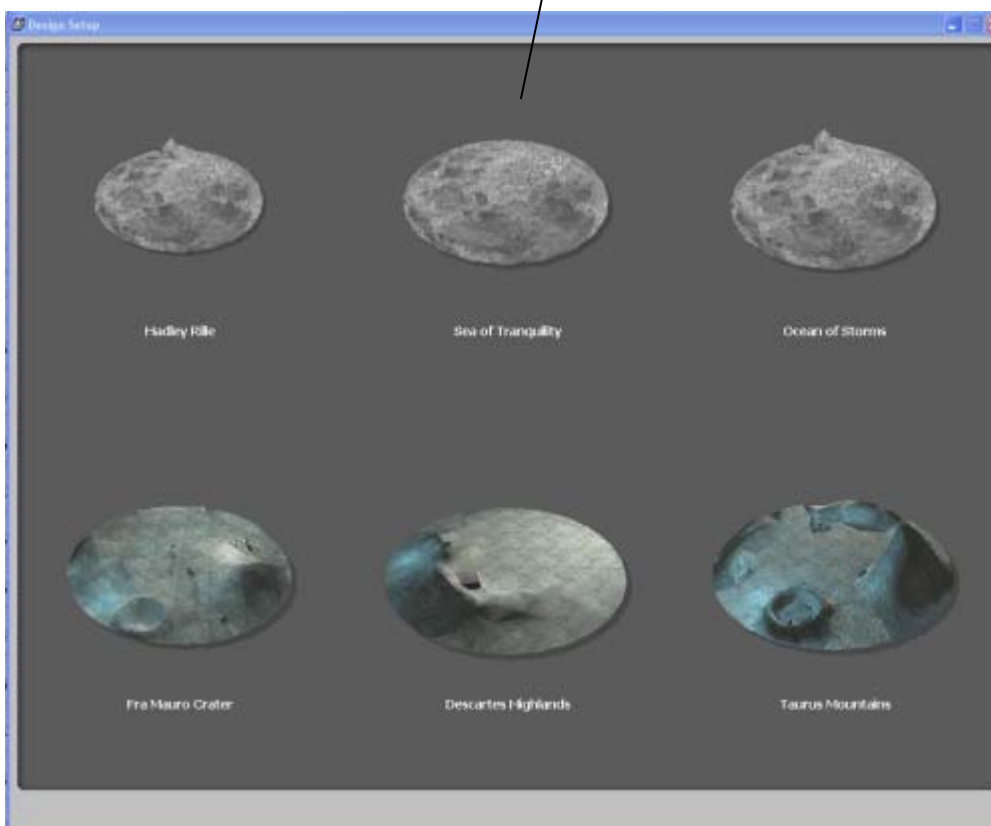 Design Setup
Hadley Rille
Sea of Tranquility
Ocean of Storms
Fra Mauro Crater
Descartes Highlands
Taurus Mountains